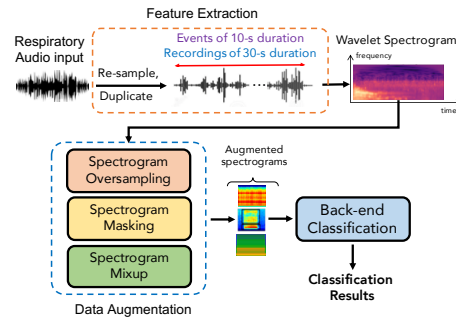 Feature Extraction
Respiratory
Audio input
Re-sample,
Duplicate
Events of 10-s duration
Recordings of 30-s duration
Wavelet Spectrogram
frequency
time
Spectrogram
Oversampling
Spectrogram
Masking
Spectrogram
Mixup
Data Augmentation
Augmented
spectrograms
Back-end
Classification
Classification
Results